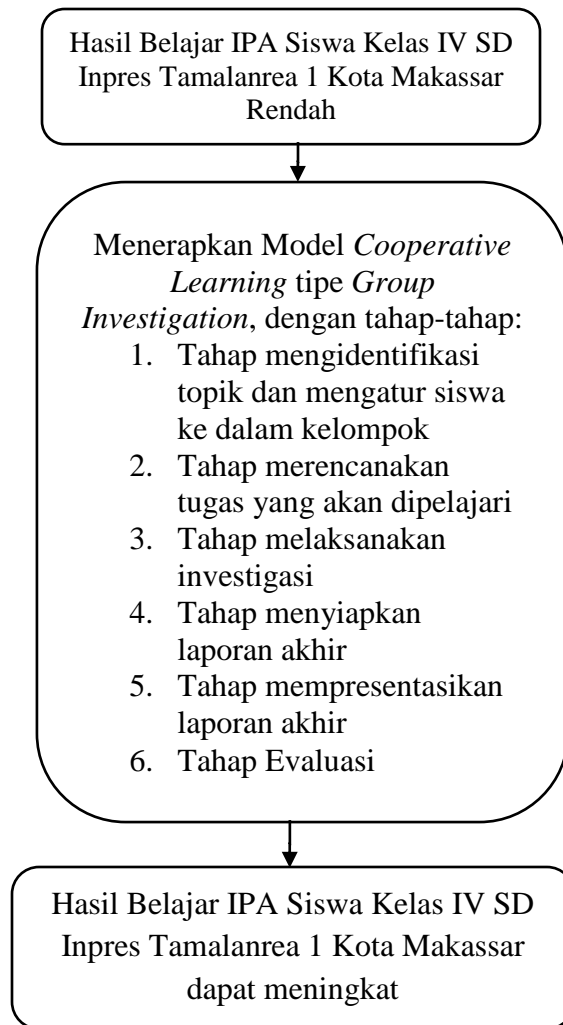 Hasil Belajar IPA Siswa Kelas IV SD
Inpres Tamalanrea 1 Kota Makassar
Rendah
Menerapkan Model Cooperative
Learning tipe Group
Investigation, dengan tahap-tahap:
1. Tahap mengidentifikasi
topik dan mengatur siswa
ke dalam kelompok
2. Tahap merencanakan
tugas yang akan dipelajari
3. Tahap melaksanakan
investigasi
4. Tahap menyiapkan
laporan akhir
5. Tahap mempresentasikan
laporan akhir
6. Tahap Evaluasi
Hasil Belajar IPA Siswa Kelas IV SD
Inpres Tamalanrea 1 Kota Makassar
dapat meningkat